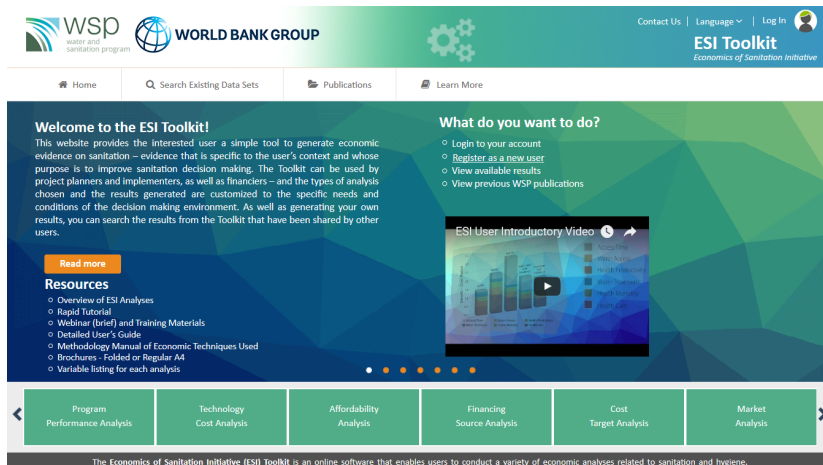 wsp
water and
sanitation program
WORLD BANK GROUP
Contact Us | Language | Log In
ESI Toolkit
Economics of Sanitation Initiative
Home
Search Existing Data Sets
Publications
Learn More
Welcome to the ESI Toolkit!
This website provides the interested user a simple tool to generate economic
evidence on sanitation – evidence that is specific to the user's context and whose
purpose is to improve sanitation decision making. The Toolkit can be used by
project planners and implementers, as well as financiers – and the types of analysis
chosen and the results generated are customized to the specific needs and
conditions of the decision making environment. As well as generating your own
results, you can search the results from the Toolkit that have been shared by other
users.
Read more
Resources
Overview of ESI Analyses
Rapid Tutorial
Webinar (brief) and Training Materials
Detailed User's Guide
Methodology Manual of Economic Techniques Used
Brochures - Folded or Regular A4
Variable listing for each analysis
What do you want to do?
Login to your account
Register as a new user
View available results
View previous WSP publications
ESI User Introductory Video
Program
Performance Analysis
Technology
Cost Analysis
Affordability
Analysis
Financing
Source Analysis
Cost
Target Analysis
Market
Analysis
The Economics of Sanitation Initiative (ESI) Toolkit is an online software that enables users to conduct a variety of economic analyses related to sanitation and hygiene.